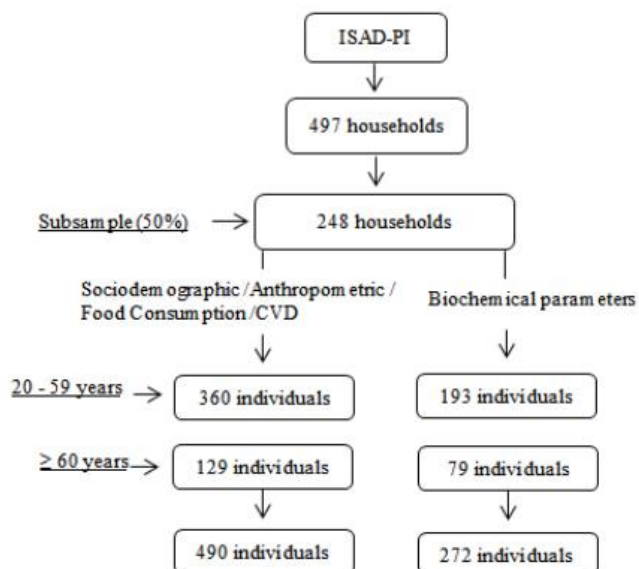 ISAD-PI
497 households
Subsample (50%)
248 households
Sociodemographic /Anthropometric /
Food Consumption /CVD
Biochemical parameters
20 - 59 years
360 individuals
193 individuals
≥ 60 years
129 individuals
79 individuals
490 individuals
272 individuals